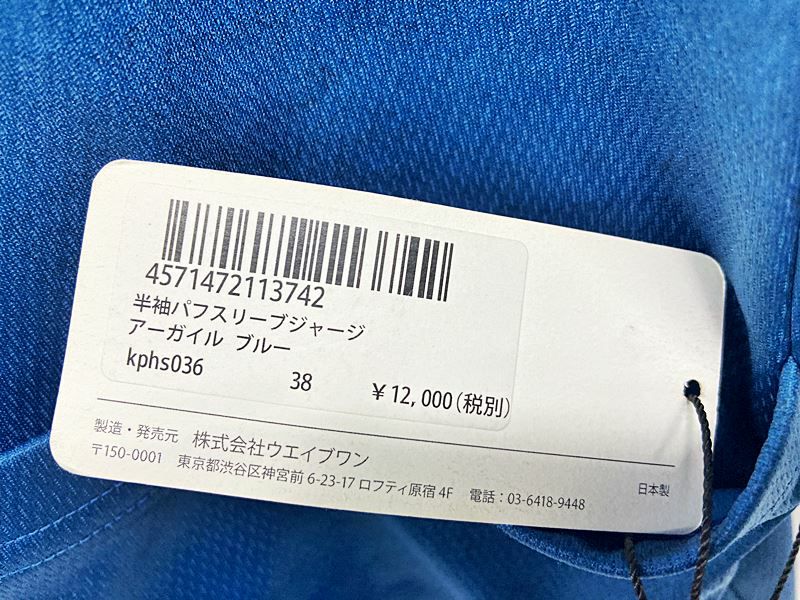 4571472113742
半袖パフスリーブジャージ
アーガイル ブルー
kphs036 38 ¥12,000(税別)
製造・発売元 株式会社ウエイブワン
〒150-0001 東京都渋谷区神宮前 6-23-17 ロフティ原宿 4F 電話:03-6418-9448 日本製